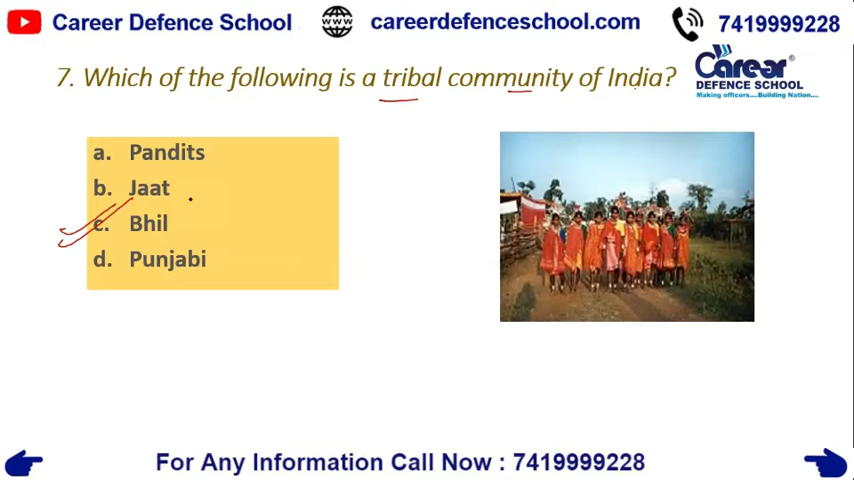 Career Defence School
careerdefenceschool.com
7419999228
7. Which of the following is a tribal community of India?
Carear
DEFENCE SCHOOL
Making officers....Building Nation...
a. Pandits
b. Jaat
c. Bhil
d. Punjabi
For Any Information Call Now : 7419999228